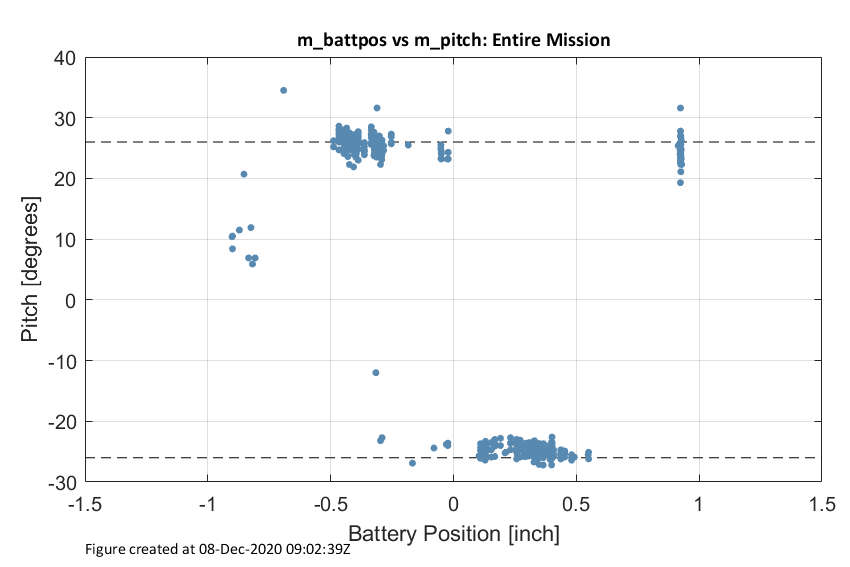 m_battpos vs m_pitch: Entire Mission
40
30
20
10
0
-10
-20
-30
Pitch [degrees]
-1.5 -1 -0.5 0 0.5 1 1.5
Battery Position [inch]
Figure created at 08-Dec-2020 09:02:39Z